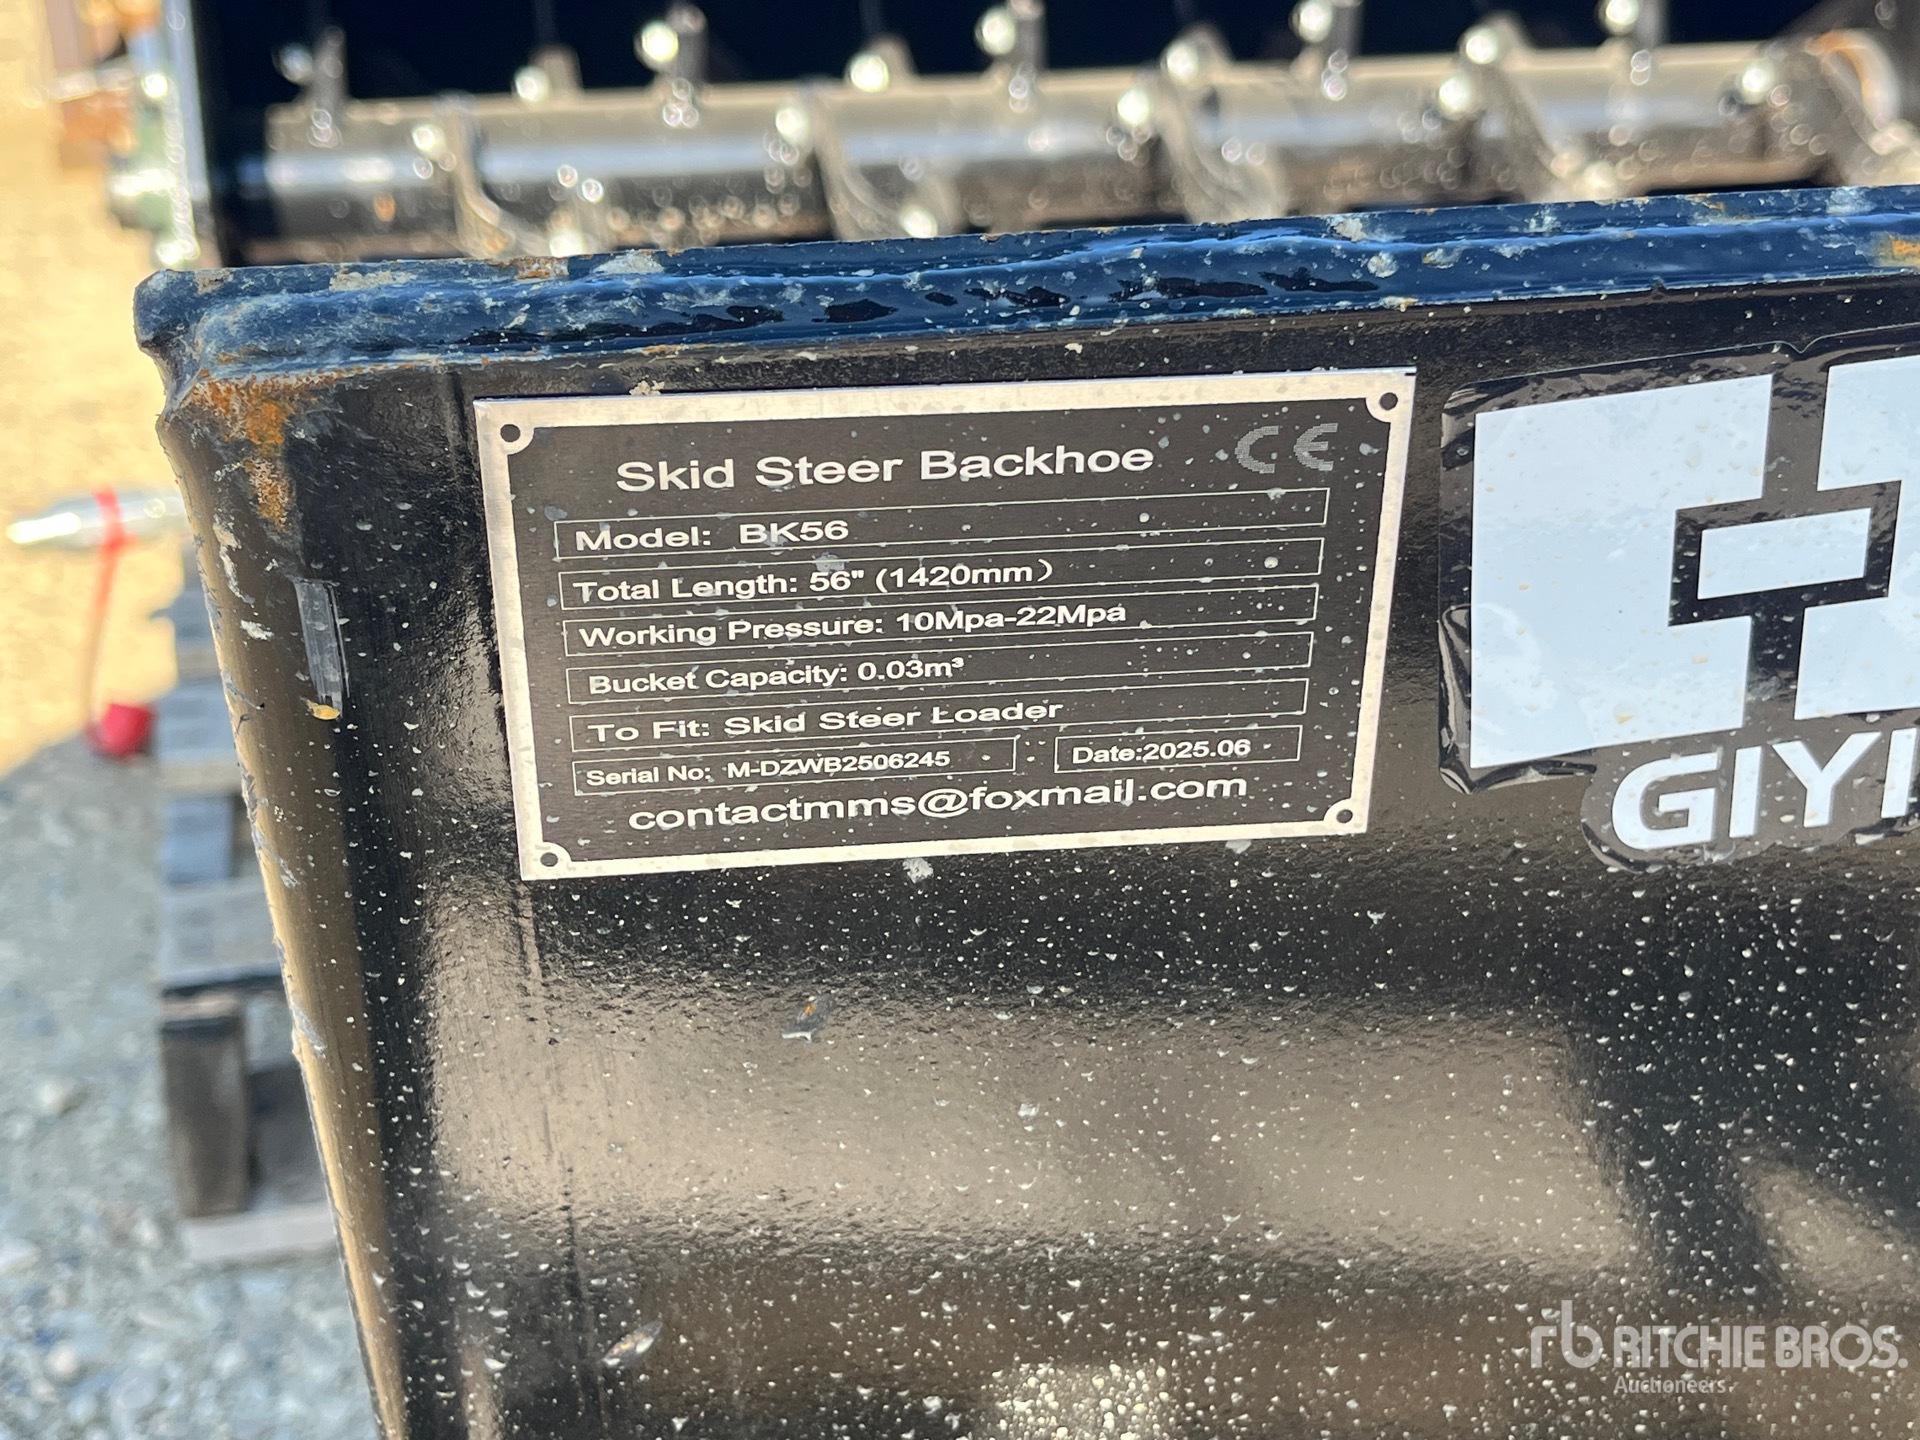 Skid Steer Backhoe CE
Model: BK56
Total Length: 56" (1420mm)
Working Pressure: 10Mpa-22Mpa
Bucket Capacity: 0.03m³
To Fit: Skid Steer Loader
Serial No: M-DZWB2506245 Date:2025.06
contactmms@foxmail.com
GIYI
rb RITCHIE BROS.
Auctioneers